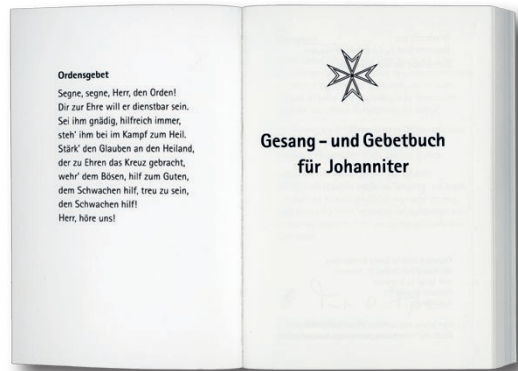 Ordensgebet
Segne, segne, Herr, den Orden!
Dir zur Ehre will er dienstbar sein.
Sei ihm gnädig, hilfreich immer,
steh' ihm bei im Kampf zum Heil.
Stärk' den Glauben an den Heiland,
der zu Ehren das Kreuz gebracht,
wehr' dem Bösen, hilf zum Guten,
dem Schwachen hilf, treu zu sein,
den Schwachen hilf!
Herr, höre uns!
Gesang – und Gebetbuch
für Johanniter